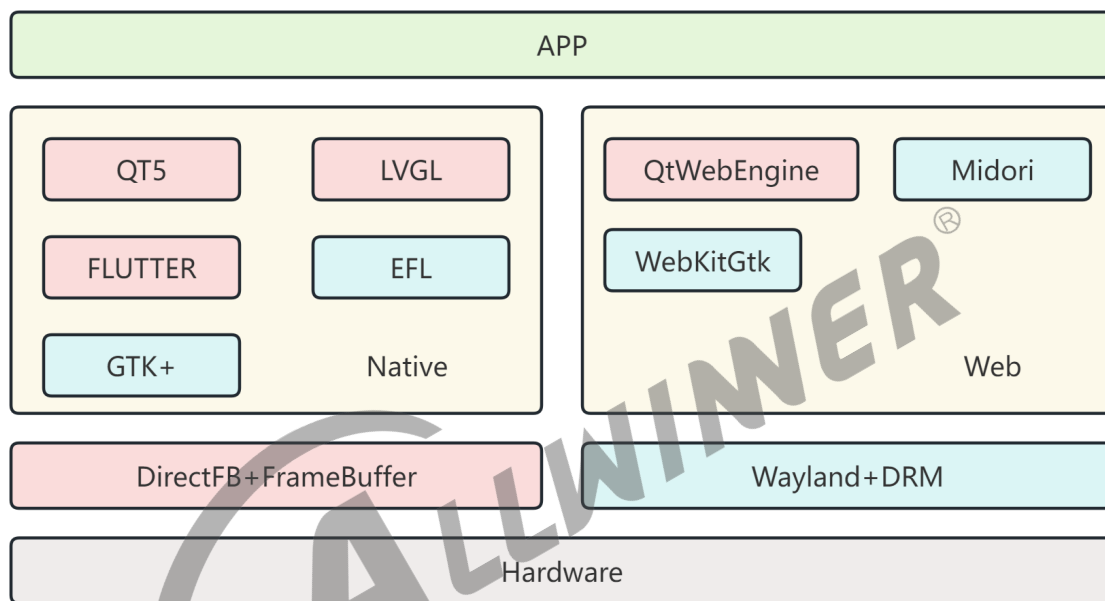 APP
QT5
LVGL
FLUTTER
EFL
GTK+
Native
QtWebEngine
Midori
WebKitGtk
Web
DirectFB+FrameBuffer
Wayland+DRM
Hardware
ALLWINNER®